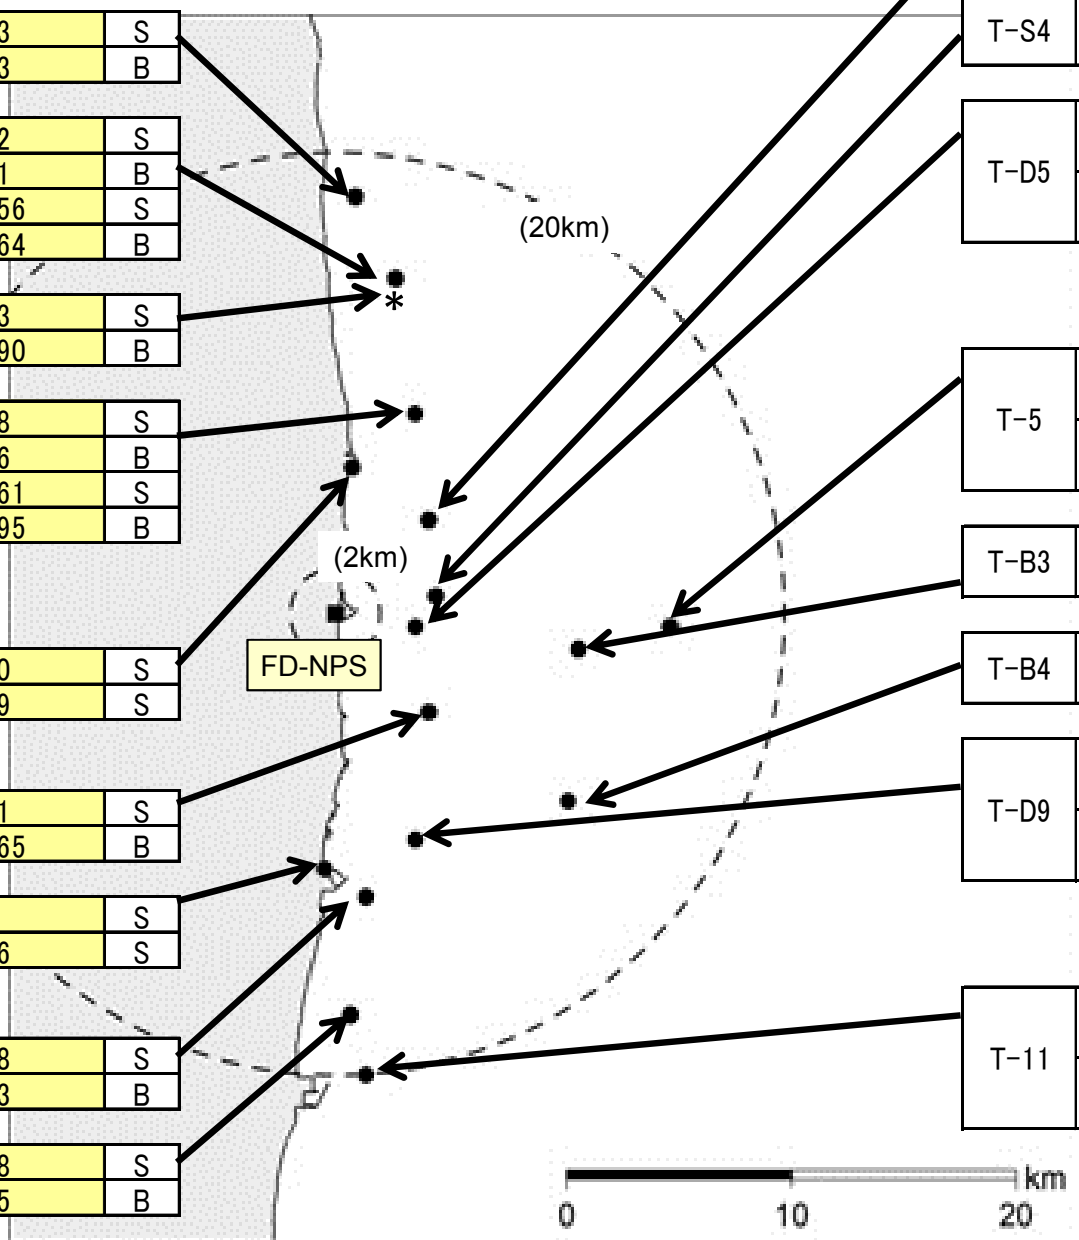 3 S
3 B
2 S
1 B
56 S
64 B
3 S
90 B
8 S
6 B
61 S
95 B
0 S
9 S
1 S
65 B
S
6 S
8 S
3 B
8 S
5 B
(20km)
(2km)
*
FD-NPS
T-S4
T-D5
T-5
T-B3
T-B4
T-D9
T-11
km
0 10 20